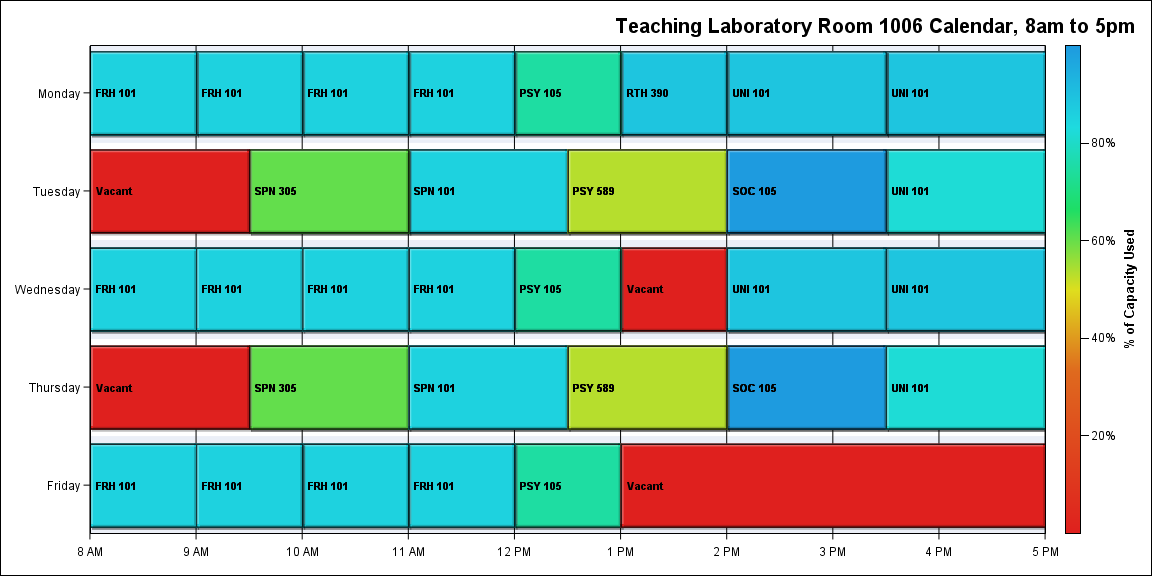 Teaching Laboratory Room 1006 Calendar, 8am to 5pm
Monday
FRH 101
FRH 101
FRH 101
FRH 101
PSY 105
RTH 390
UNI 101
UNI 101
Tuesday
Vacant
SPN 305
SPN 101
PSY 589
SOC 105
UNI 101
Wednesday
FRH 101
FRH 101
FRH 101
FRH 101
PSY 105
Vacant
UNI 101
UNI 101
Thursday
Vacant
SPN 305
SPN 101
PSY 589
SOC 105
UNI 101
Friday
FRH 101
FRH 101
FRH 101
FRH 101
PSY 105
Vacant
8 AM
9 AM
10 AM
11 AM
12 PM
1 PM
2 PM
3 PM
4 PM
5 PM
80%
60%
40%
20%
% of Capacity Used